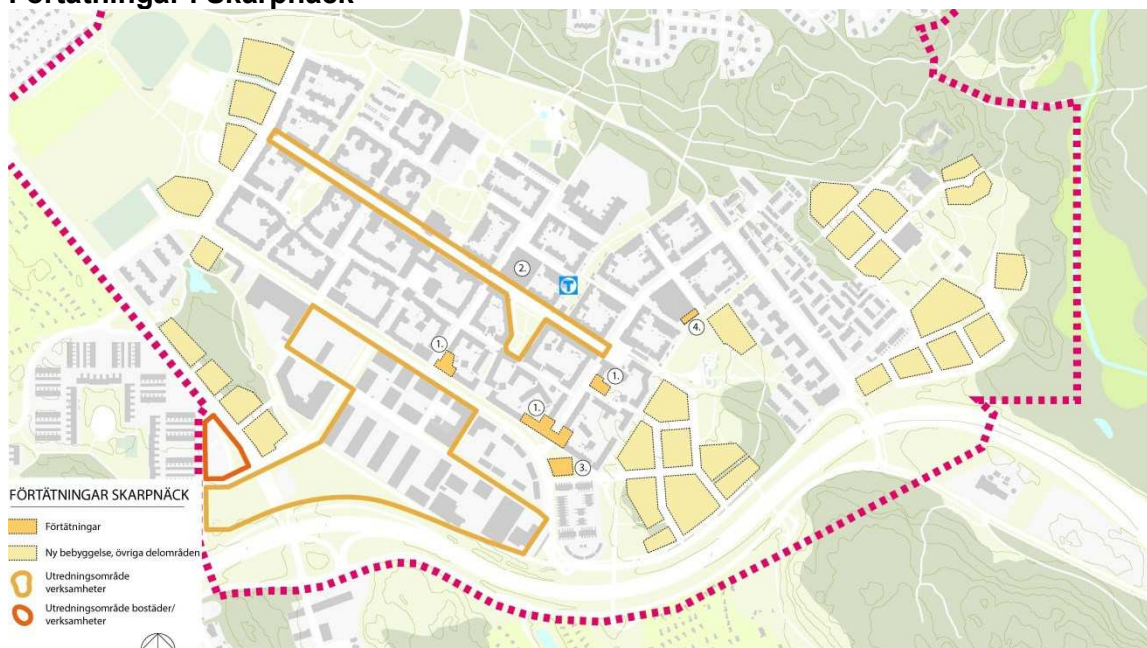 Förtätningar i Skarpnäck
2.
T
4.
1.
1.
1.
3.
FÖRTÄTNINGAR SKARPNÄCK
Förtätningar
Ny bebyggelse, övriga delområden
Utredningsområde
verksamheter
Utredningsområde bostäder/
verksamheter